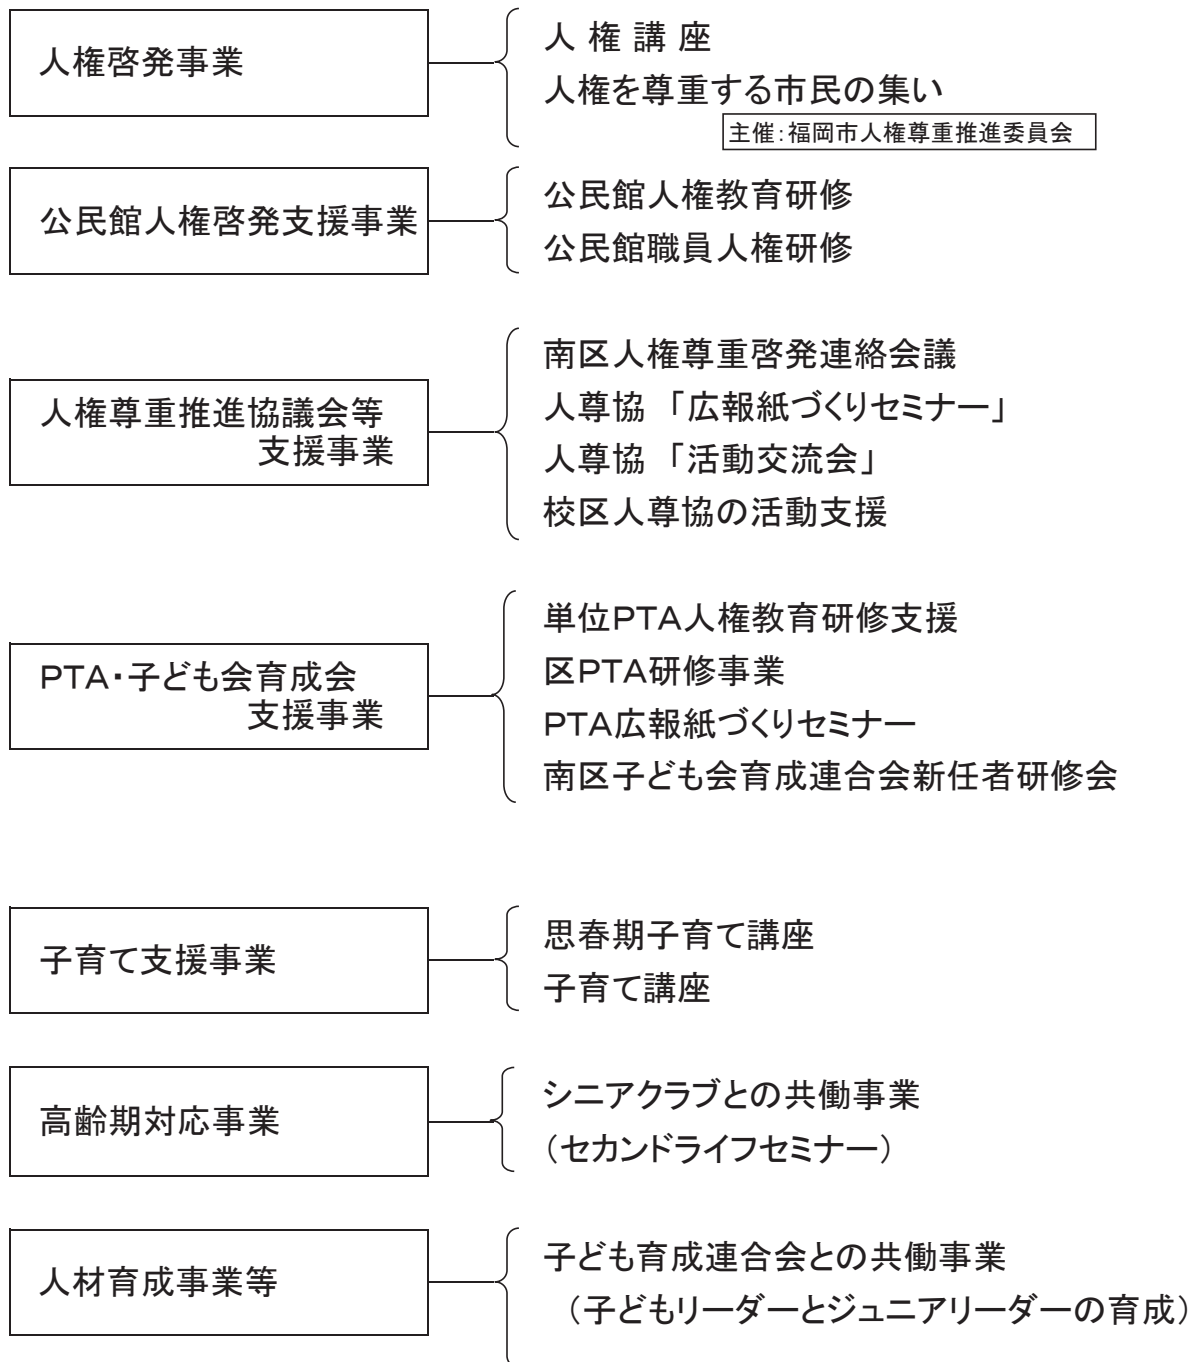 人権啓発事業
人 権 講 座
人権を尊重する市民の集い
主催:福岡市人権尊重推進委員会
公民館人権啓発支援事業
公民館人権教育研修
公民館職員人権研修
人権尊重推進協議会等
支援事業
南区人権尊重啓発連絡会議
人尊協 「広報紙づくりセミナー」
人尊協 「活動交流会」
校区人尊協の活動支援
PTA・子ども会育成会
支援事業
単位PTA人権教育研修支援
区PTA研修事業
PTA広報紙づくりセミナー
南区子ども会育成連合会新任者研修会
子育て支援事業
思春期子育て講座
子育て講座
高齢期対応事業
シニアクラブとの共働事業
(セカンドライフセミナー)
人材育成事業等
子ども育成連合会との共働事業
(子どもリーダーとジュニアリーダーの育成)